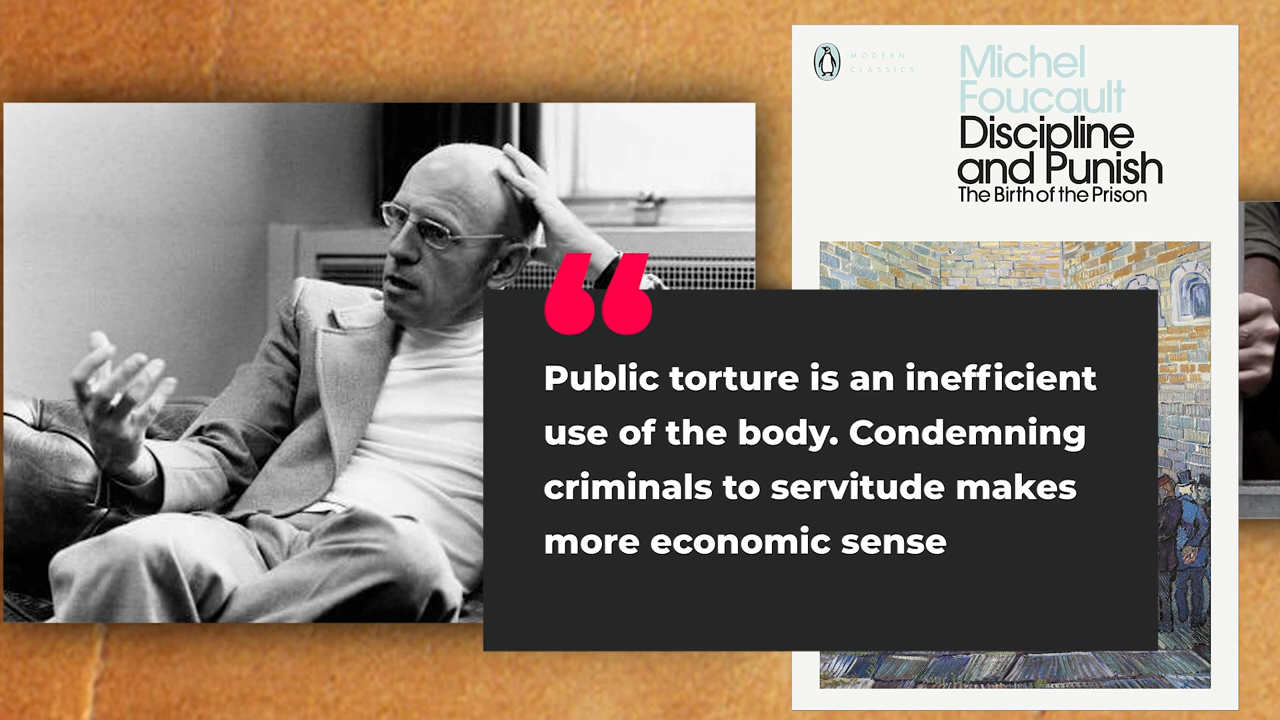 MODERN
CLASSICS
Michel
Foucault
Discipline
and Punish
The Birth of the Prison
“
Public torture is an inefficient
use of the body. Condemning
criminals to servitude makes
more economic sense